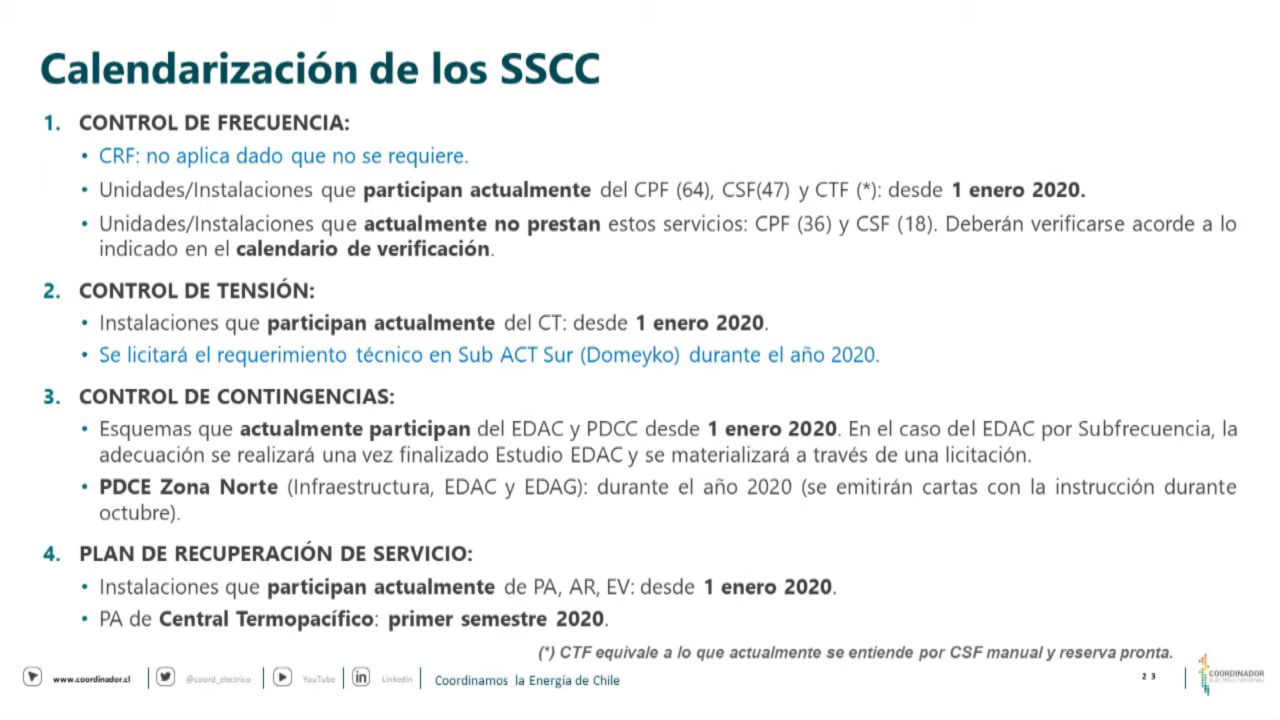 Calendarización de los SSCC
1. CONTROL DE FRECUENCIA:
• CRF: no aplica dado que no se requiere.
• Unidades/Instalaciones que participan actualmente del CPF (64), CSF(47) y CTF (*): desde 1 enero 2020.
• Unidades/Instalaciones que actualmente no prestan estos servicios: CPF (36) y CSF (18). Deberán verificarse acorde a lo
indicado en el calendario de verificación.
2. CONTROL DE TENSIÓN:
• Instalaciones que participan actualmente del CT: desde 1 enero 2020.
• Se licitará el requerimiento técnico en Sub ACT Sur (Domeyko) durante el año 2020.
3. CONTROL DE CONTINGENCIAS:
• Esquemas que actualmente participan del EDAC y PDCC desde 1 enero 2020. En el caso del EDAC por Subfrecuencia, la
adecuación se realizará una vez finalizado Estudio EDAC y se materializará a través de una licitación.
• PDCE Zona Norte (Infraestructura, EDAC y EDAG): durante el año 2020 (se emitirán cartas con la instrucción durante
octubre).
4. PLAN DE RECUPERACIÓN DE SERVICIO:
• Instalaciones que participan actualmente de PA, AR, EV: desde 1 enero 2020.
• PA de Central Termopacífico: primer semestre 2020.
(*) CTF equivale a lo que actualmente se entiende por CSF manual y reserva pronta.
www.coordinador.cl @coord_electrico YouTube Linkedin Coordinamos la Energía de Chile 23 COORDINADOR
ELÉCTRICO NACIONAL